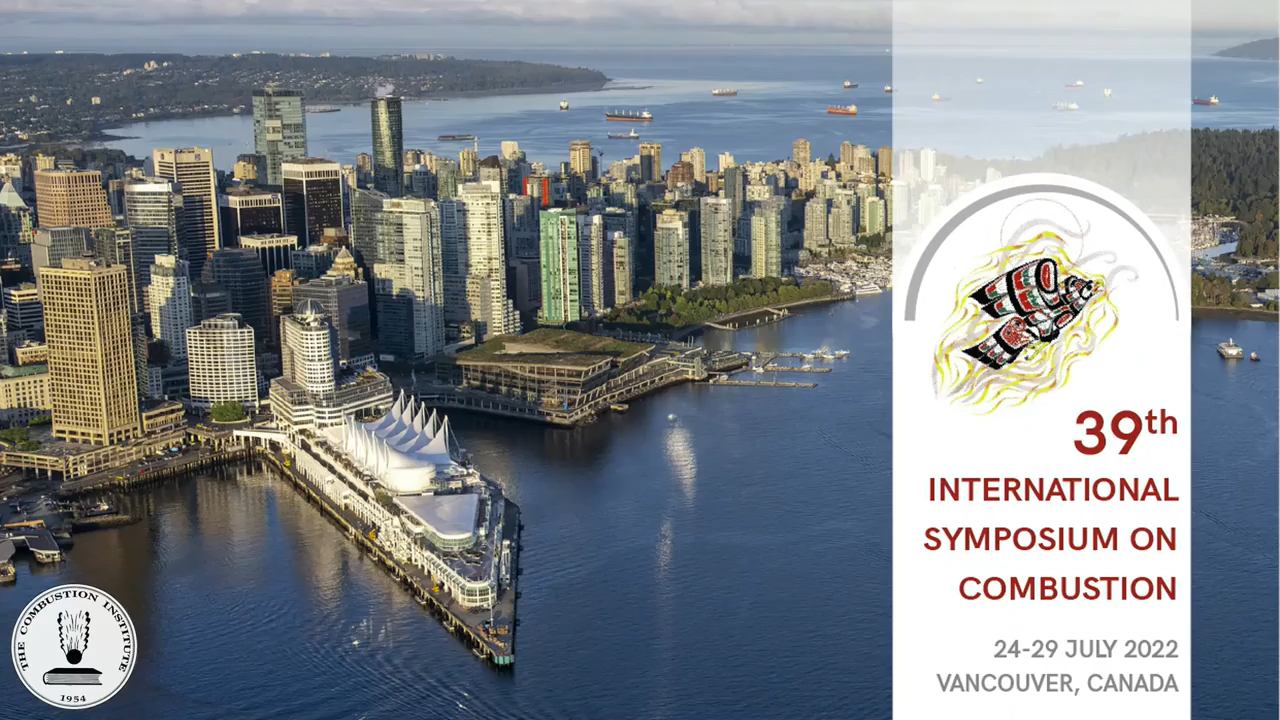 39th
INTERNATIONAL
SYMPOSIUM ON
COMBUSTION
24-29 JULY 2022
VANCOUVER, CANADA
THE COMBUSTION INSTITUTE
1954